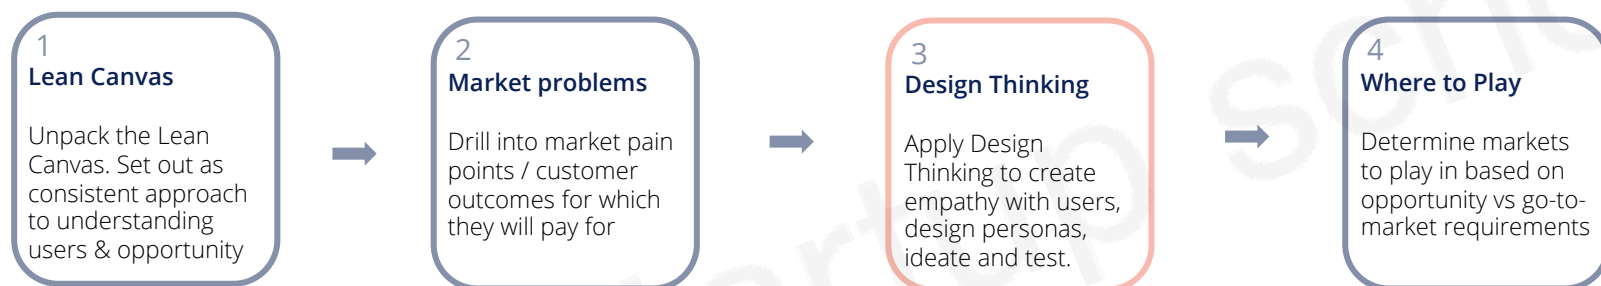 1
Lean Canvas
Unpack the Lean
Canvas. Set out as
consistent approach
to understanding
users & opportunity
2
Market problems
Drill into market pain
points / customer
outcomes for which
they will pay for
3
Design Thinking
Apply Design
Thinking to create
empathy with users,
design personas,
ideate and test.
4
Where to Play
Determine markets
to play in based on
opportunity vs go-to-
market requirements